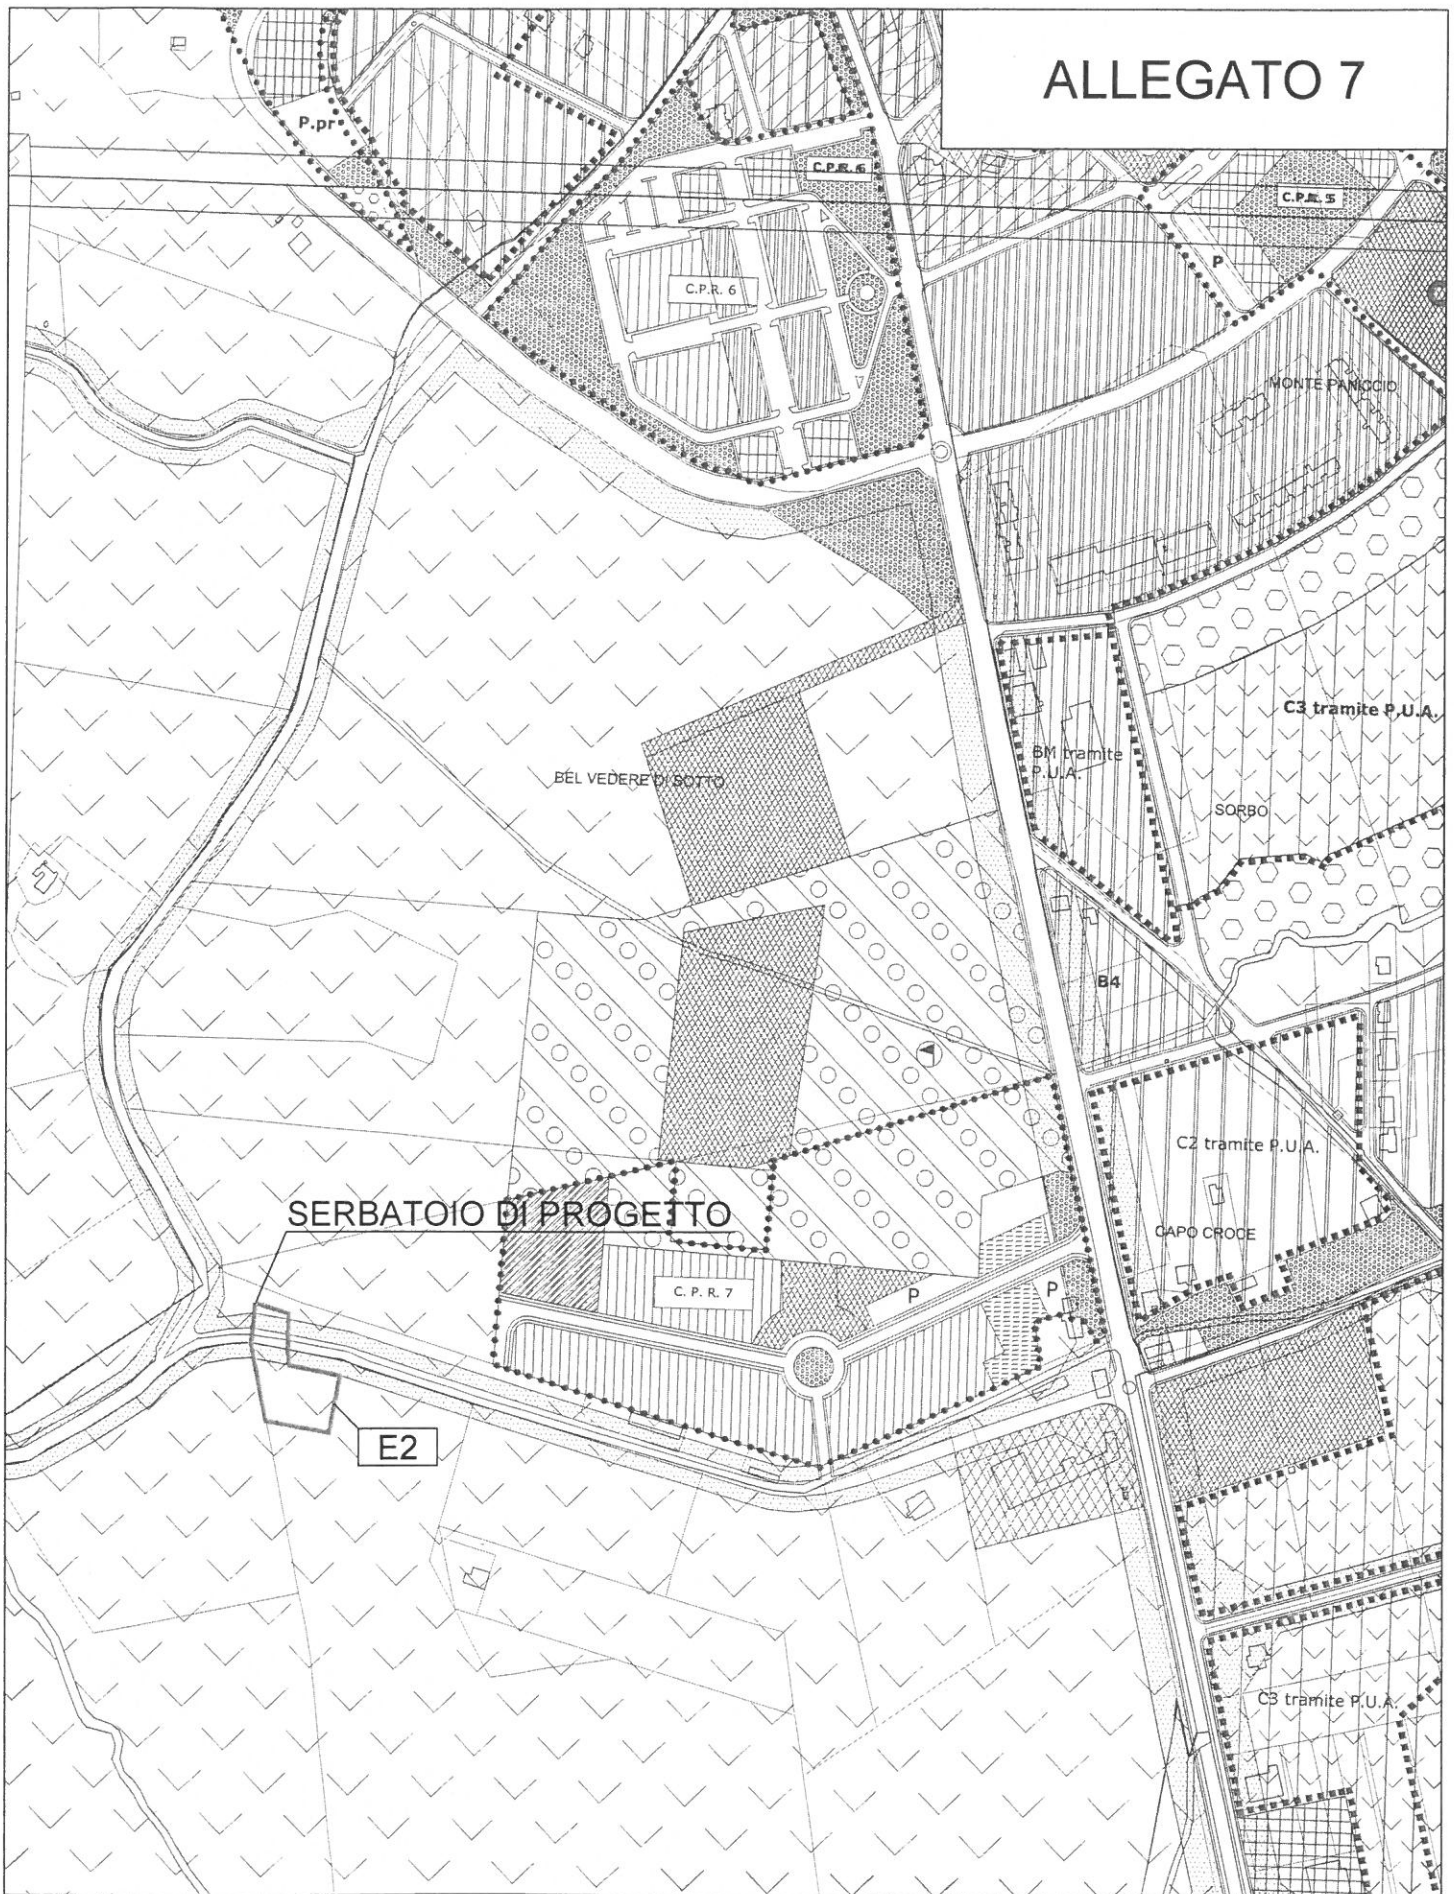 ALLEGATO 7
P.pr
C.P.R. 6
C.P.R. 5
P
C.P.R. 6
MONTE PANICCIO
C3 tramite P.U.A.
BM tramite
P.U.A.
BEL VEDERE DI SOTTO
SORBO
B4
C2 tramite P.U.A.
SERBATOIO DI PROGETTO
CAPO CROCE
C. P. R. 7
P
P
E2
C3 tramite P.U.A.